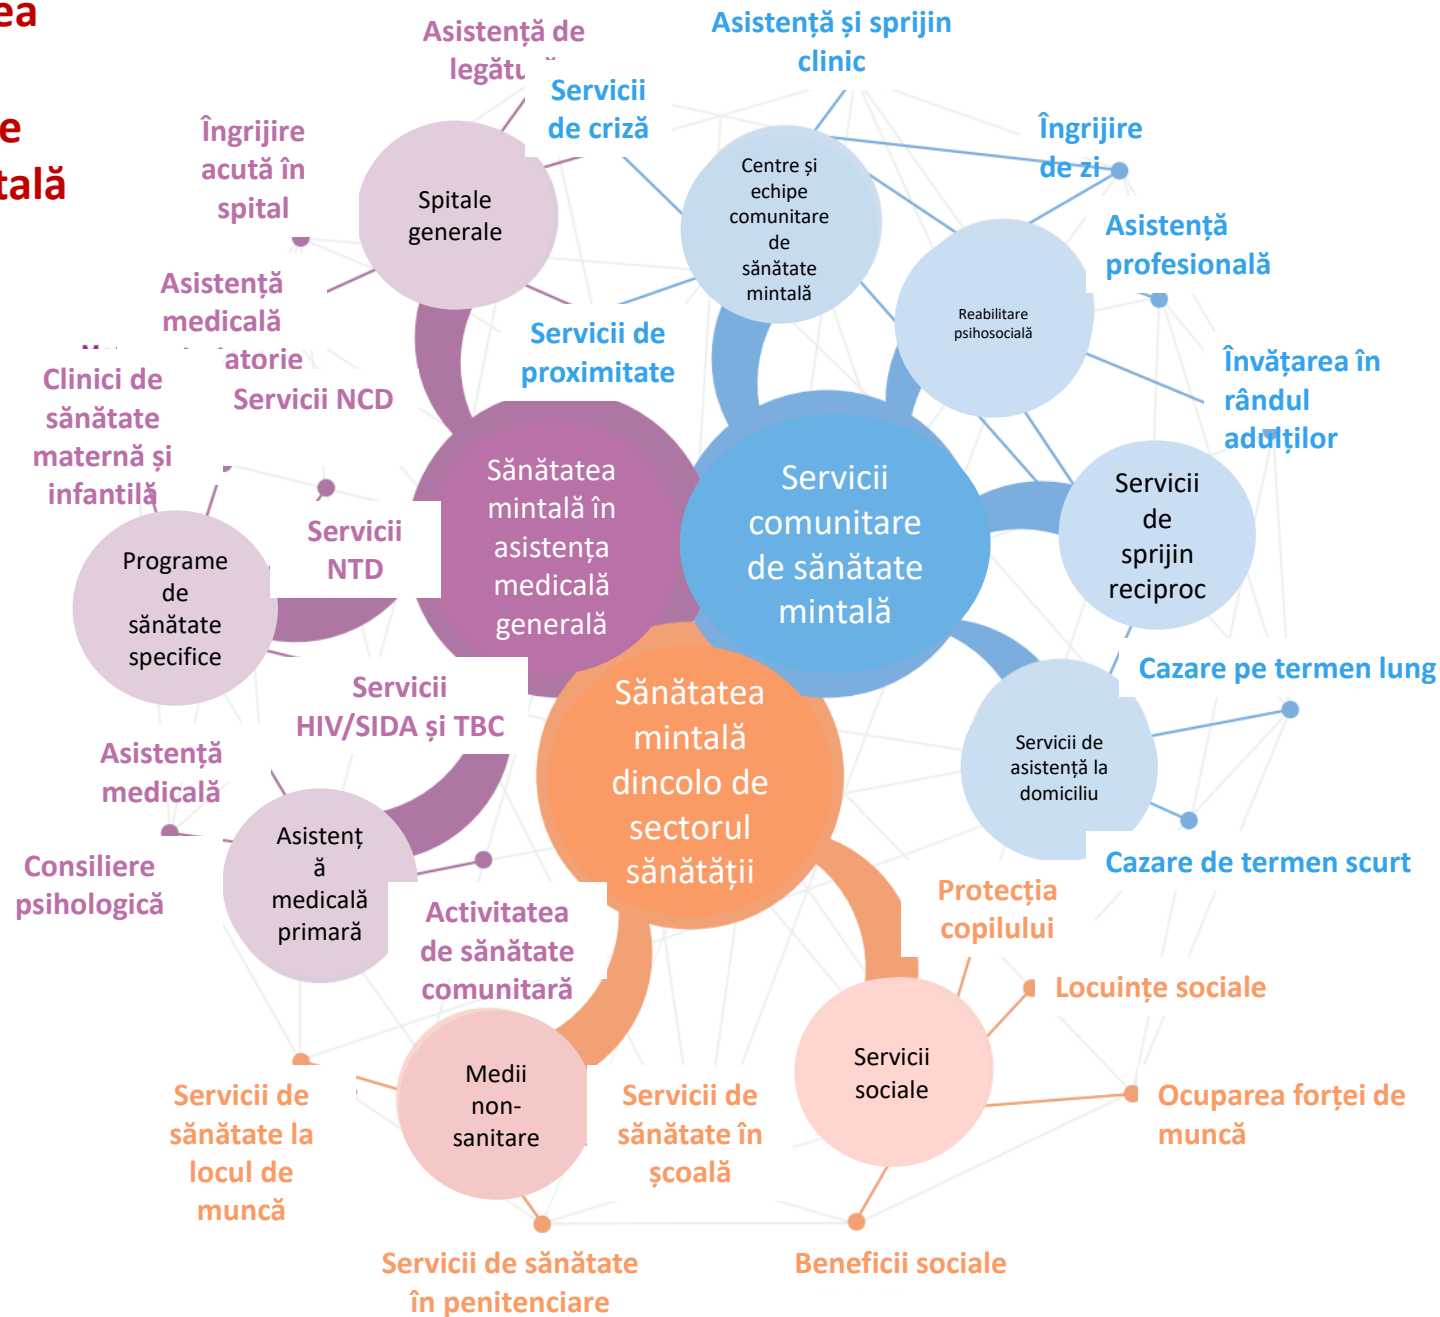 ea
e
tală
Asistență de
Asistență și sprijin
clinic
Servicii
de criză
Îngrijire
acută în
spital
Îngrijire
de zi
Spitale
generale
Centre și
echipe
comunitare
de
sănătate
mintală
Asistență
profesională
Asistență
medicală
Reabilitare
psihosocială
Servicii de
proximitate
Clinici de
sănătate
maternă și
infantilă
Servicii NCD
Învățarea în
rândul
adulților
Sănătatea
mintală în
asistența
medicală
generală
Servicii
comunitare
de sănătate
mintală
Servicii
de
sprijin
reciproc
Servicii
NTD
Programe
de
sănătate
specifice
Cazare pe termen lung
Servicii
HIV/SIDA și TBC
Sănătatea
mintală
dincolo de
sectorul
sănătății
Servicii de
asistență la
domiciliu
Asistență
medicală
Asistenț
ă
medicală
primară
Consiliere
psihologică
Cazare de termen scurt
Activitatea
de sănătate
comunitară
Protecția
copilului
Locuințe sociale
Medii
non-
sanitare
Servicii
sociale
Servicii de
sănătate la
locul de
muncă
Servicii de
sănătate în
școală
Ocuparea forței de
muncă
Servicii de sănătate
în penitenciare
Beneficii sociale